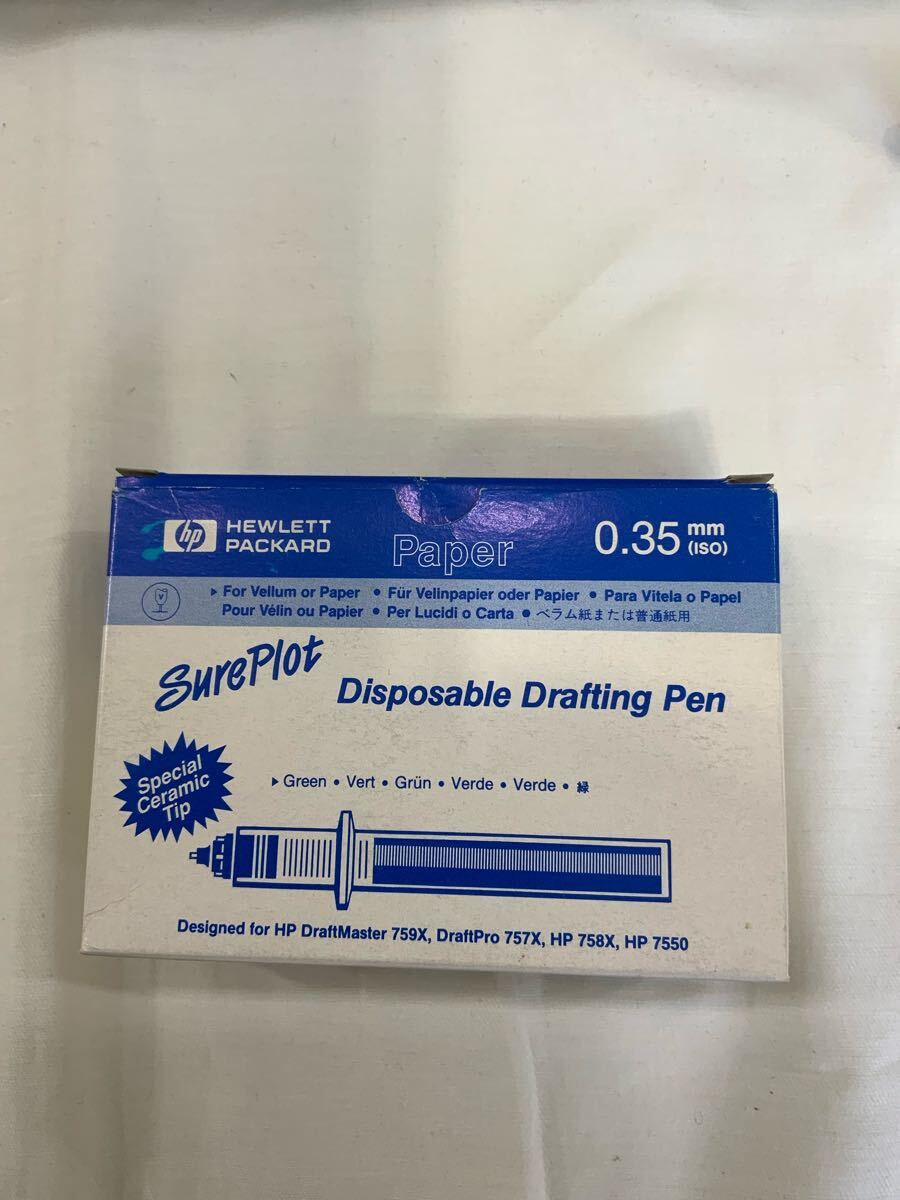 hp HEWLETT PACKARD
Paper
0.35 mm (ISO)
▸ For Vellum or Paper • Für Velinpapier oder Papier • Para Vitela o Papel
Pour Vélin ou Papier • Per Lucidi o Carta • ベラム紙または普通紙用
SurePlot
Disposable Drafting Pen
Special
Ceramic
Tip
▸ Green • Vert • Grün • Verde • Verde • 緑
Designed for HP DraftMaster 759X, DraftPro 757X, HP 758X, HP 7550